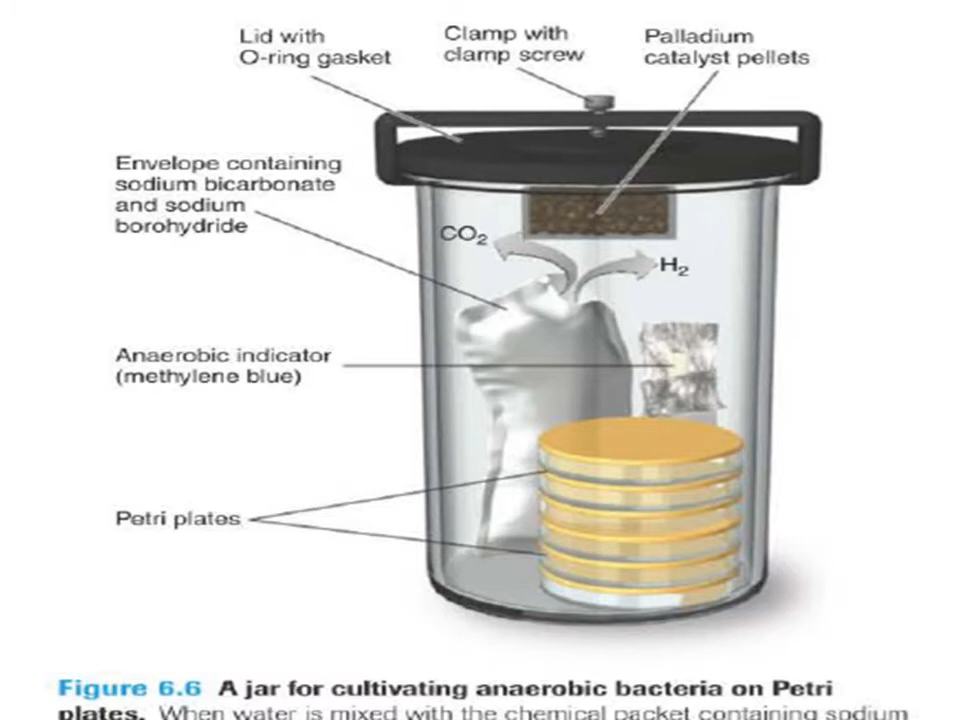 Lid with
O-ring gasket
Clamp with
clamp screw
Palladium
catalyst pellets
Envelope containing
sodium bicarbonate
and sodium
borohydride
CO2
H2
Anaerobic indicator
(methylene blue)
Petri plates
Figure 6.6 A jar for cultivating anaerobic bacteria on Petri
plates. When water is mixed with the chemical packet containing sodium